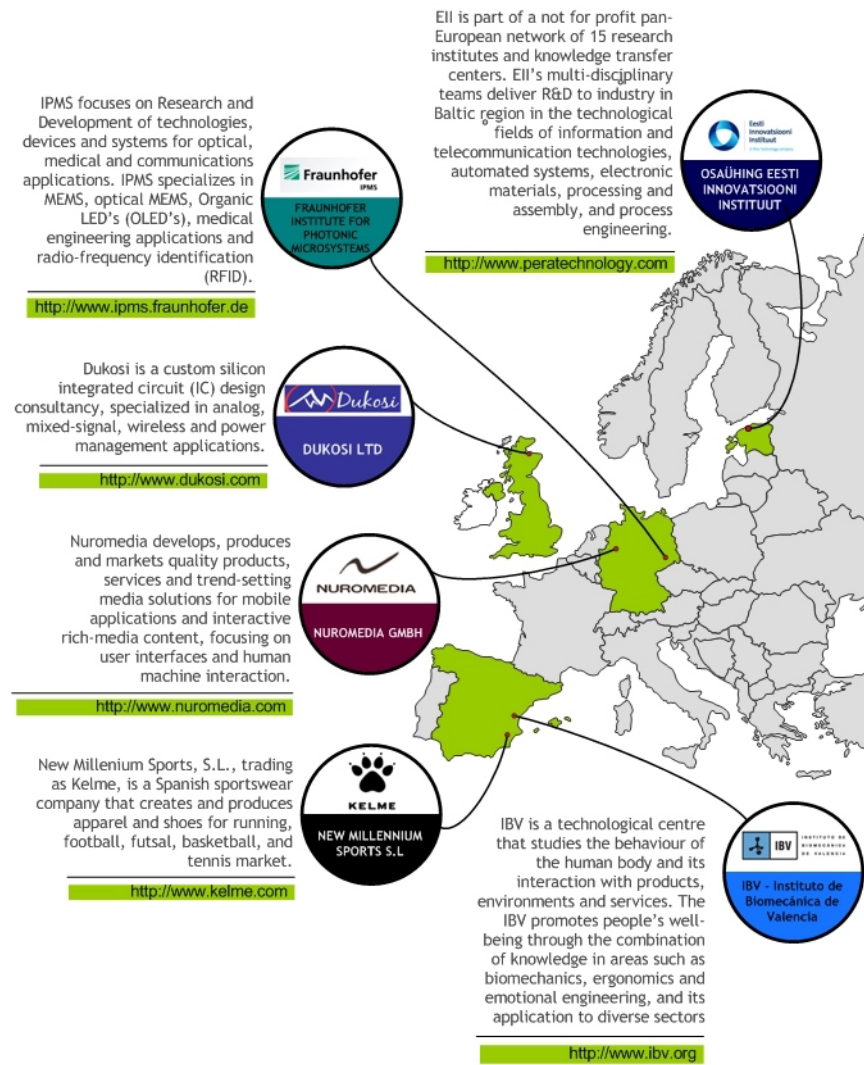 EII is part of a not for profit pan-
European network of 15 research
institutes and knowledge transfer
centers. EII's multi-disciplinary
teams deliver R&D to industry in
Baltic region in the technological
fields of information and
telecommunication technologies,
automated systems, electronic
materials, processing and
assembly, and process
engineering.
http://www.peratechnology.com
Eesti
Innovatsiooni
Instituut
OSAÜHING EESTI
INNOVATSIOONI
INSTITUUT
IPMS focuses on Research and
Development of technologies,
devices and systems for optical,
medical and communications
applications. IPMS specializes in
MEMS, optical MEMS, Organic
LED's (OLED's), medical
engineering applications and
radio-frequency identification
(RFID).
http://www.ipms.fraunhofer.de
Fraunhofer
IPMS
FRAUNHOFER
INSTITUTE FOR
PHOTONIC
MICROSYSTEMS
Dukosi is a custom silicon
integrated circuit (IC) design
consultancy, specialized in analog,
mixed-signal, wireless and power
management applications.
http://www.dukosi.com
Dukosi
DUKOSI LTD
Nuromedia develops, produces
and markets quality products,
services and trend-setting
media solutions for mobile
applications and interactive
rich-media content, focusing on
user interfaces and human
machine interaction.
http://www.nuromedia.com
NUROMEDIA
NUROMEDIA GMBH
New Millenium Sports, S.L., trading
as Kelme, is a Spanish sportswear
company that creates and produces
apparel and shoes for running,
football, futsal, basketball, and
tennis market.
http://www.kelme.com
KELME
NEW MILLENNIUM
SPORTS S.L
IBV is a technological centre
that studies the behaviour of
the human body and its
interaction with products,
environments and services. The
IBV promotes people's well-
being through the combination
of knowledge in areas such as
biomechanics, ergonomics and
emotional engineering, and its
application to diverse sectors
http://www.ibv.org
IBV
INSTITUTO DE
BIOMECÁNICA
DE VALENCIA
IBV - Instituto de
Biomecánica de
Valencia